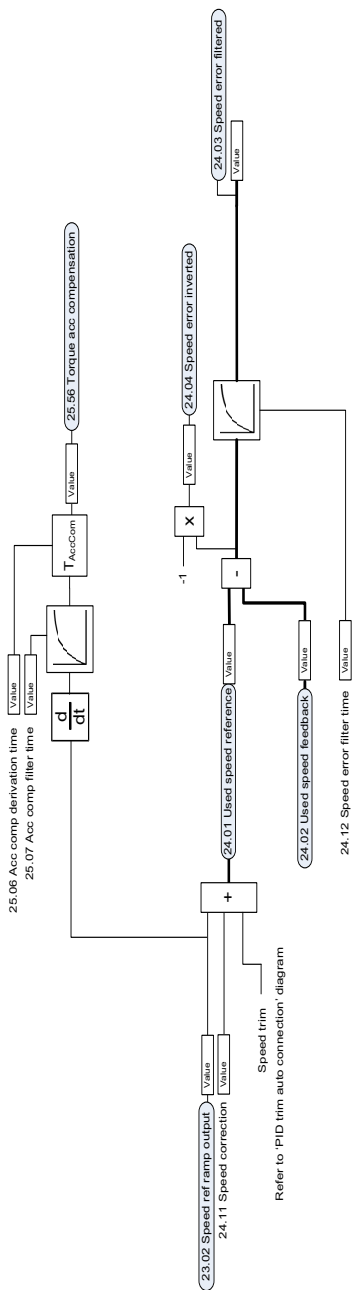 25.06 Acc comp derivation time
Value
25.07 Acc comp filter time
Value
d
dt
TAccCom
Value
25.56 Torque acc compensation
23.02 Speed ref ramp output
Value
24.11 Speed correction
Value
Speed trim
Refer to 'PID trim auto connection' diagram
+
24.01 Used speed reference
Value
24.02 Used speed feedback
Value
-
-1
x
Value
24.04 Speed error inverted
24.12 Speed error filter time
Value
24.03 Speed error filtered
Value